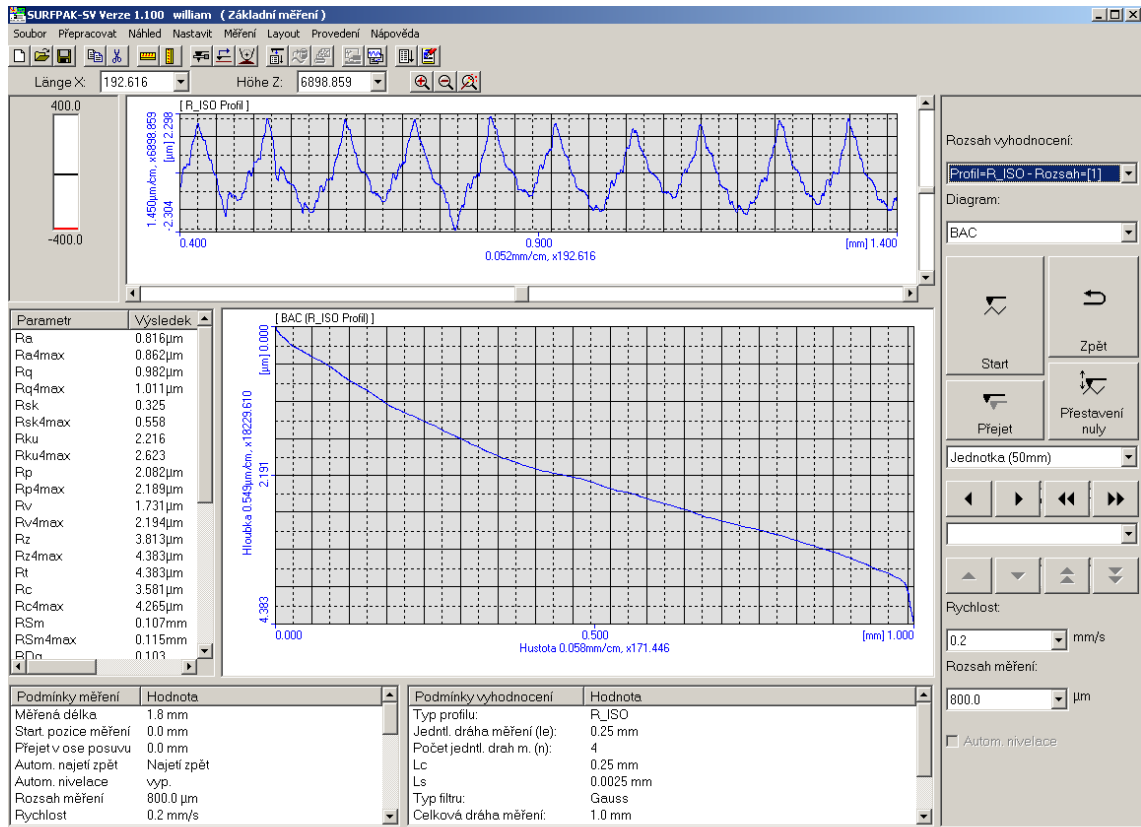 SURFPAK-SV Verze 1.100 william ( Základní měření )
Soubor Přepracovat Náhled Nastavit Měření Layout Provedení Nápověda
Länge X: 192.616 Höhe Z: 6898.859
400.0
-400.0
[ R_ISO Profil ]
1.450µm/cm, x6898.859
[µm] 2.298
-2.304
0.400 0.900 [mm] 1.400
0.052mm/cm, x192.616
Parametr Výsledek
Ra 0.816µm
Ra4max 0.862µm
Rq 0.982µm
Rq4max 1.011µm
Rsk 0.325
Rsk4max 0.558
Rku 2.216
Rku4max 2.623
Rp 2.082µm
Rp4max 2.189µm
Rv 1.731µm
Rv4max 2.194µm
Rz 3.813µm
Rz4max 4.383µm
Rt 4.383µm
Rc 3.581µm
Rc4max 4.265µm
RSm 0.107mm
RSm4max 0.115mm
RDq 0.103
[ BAC (R_ISO Profil) ]
Hloubka 0.549µm/cm, x18229.610
[µm] 0.000
2.191
4.383
0.000 0.500 [mm] 1.000
Hustota 0.058mm/cm, x171.446
Podmínky měření Hodnota
Měřená délka 1.8 mm
Start. pozice měření 0.0 mm
Přejet v ose posuvu 0.0 mm
Autom. najetí zpět Najetí zpět
Autom. nivelace vyp.
Rozsah měření 800.0 µm
Rychlost 0.2 mm/s
Podmínky vyhodnocení Hodnota
Typ profilu: R_ISO
Jedntl. dráha měření (le): 0.25 mm
Počet jedntl. drah m. (n) 4
Lc 0.25 mm
Ls 0.0025 mm
Typ filtru: Gauss
Celková dráha měření: 1.0 mm
Rozsah vyhodnocení:
Profil=R_ISO - Rozsah=[1]
Diagram:
BAC
Start
Zpět
Přejet
Přestavení
nuly
Jednotka (50mm)
Rychlost:
0.2 mm/s
Rozsah měření:
800.0 µm
Autom. nivelace